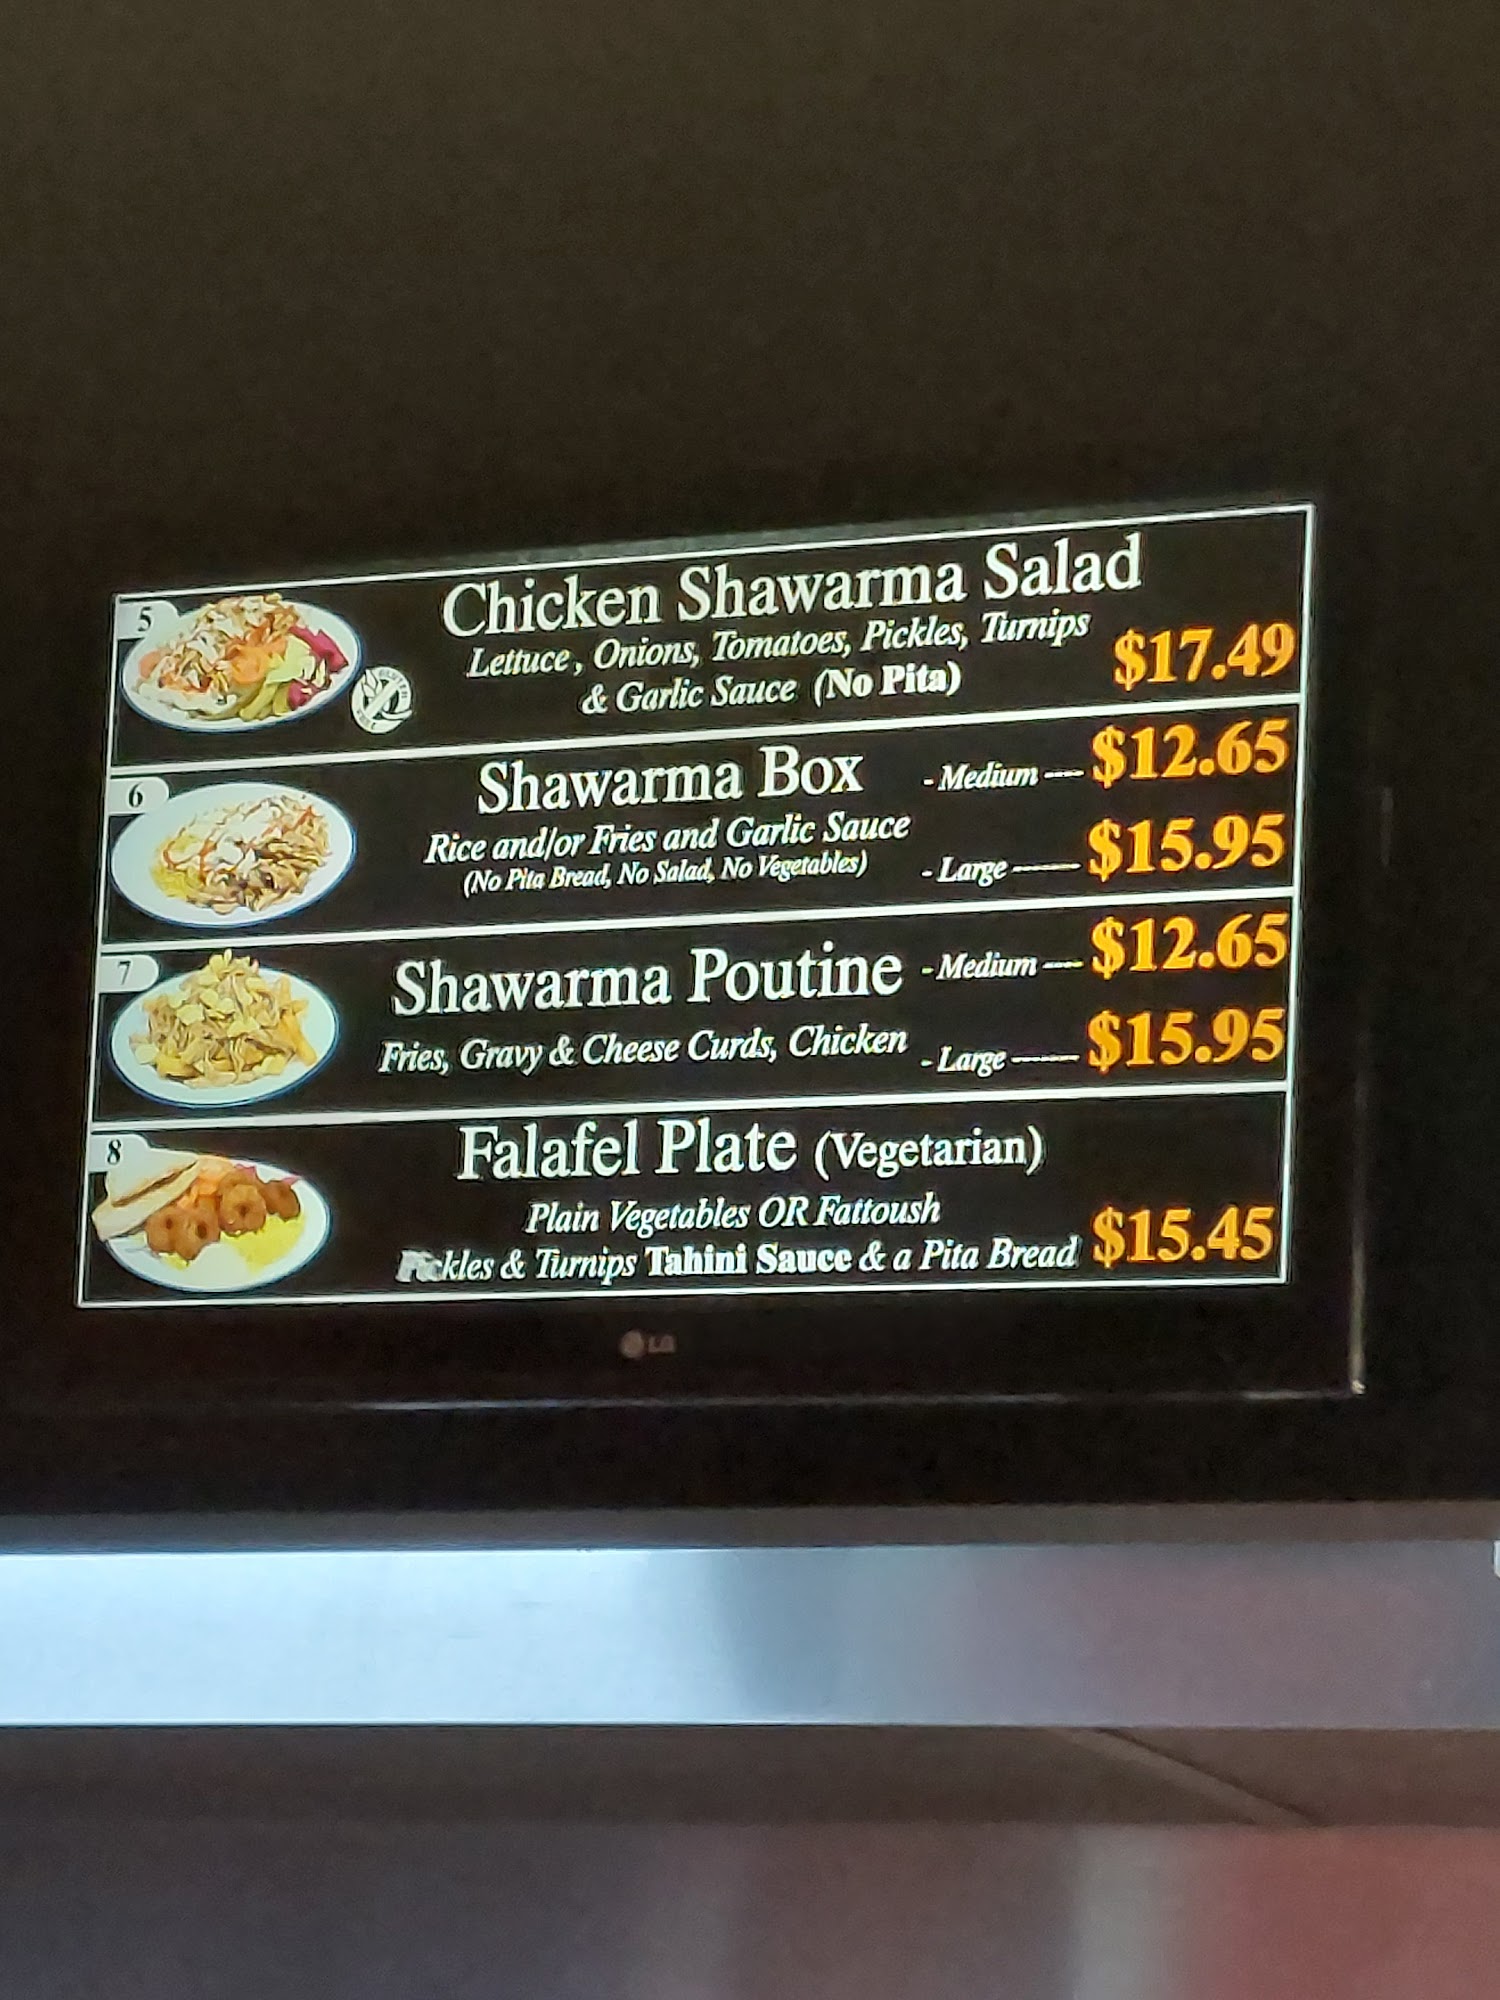 5
Chicken Shawarma Salad
Lettuce, Onions, Tomatoes, Pickles, Turnips
& Garlic Sauce (No Pita)
$17.49
GLUTEN FREE
6
Shawarma Box
Rice and/or Fries and Garlic Sauce
(No Pita Bread, No Salad, No Vegetables)
- Medium ---- $12.65
- Large ------- $15.95
7
Shawarma Poutine
Fries, Gravy & Cheese Curds, Chicken
- Medium ---- $12.65
- Large ------- $15.95
8
Falafel Plate (Vegetarian)
Plain Vegetables OR Fattoush
Pickles & Turnips Tahini Sauce & a Pita Bread
$15.45
LG